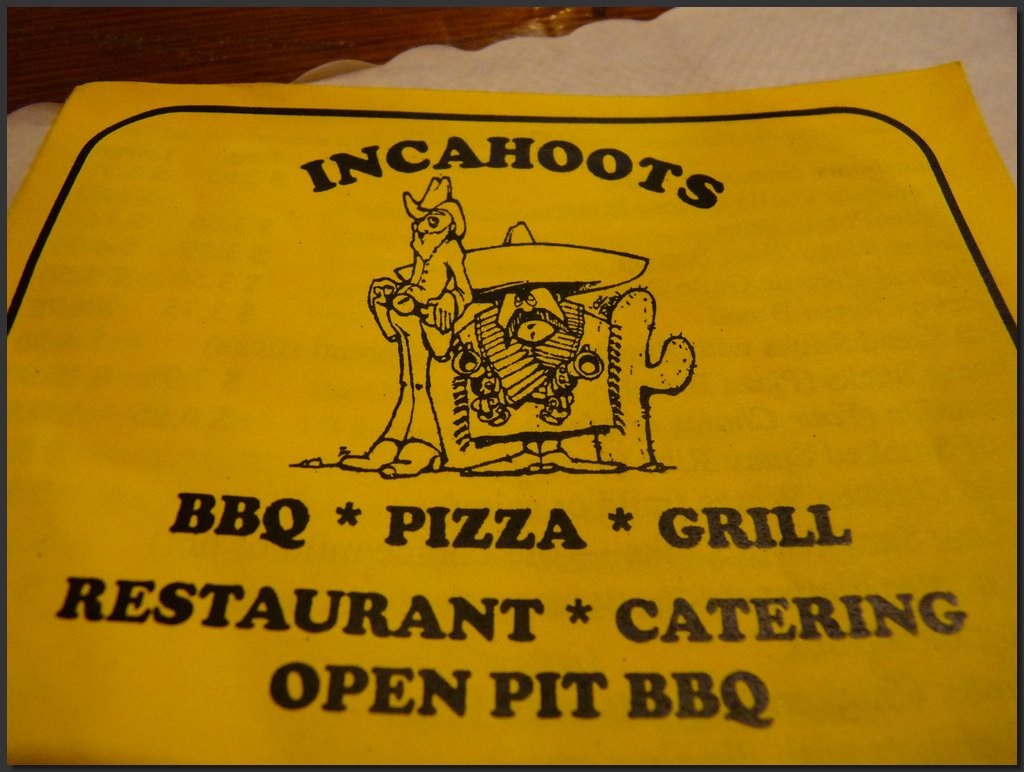 INCAHOOTS
BBQ * PIZZA * GRILL
RESTAURANT * CATERING
OPEN PIT BBQ